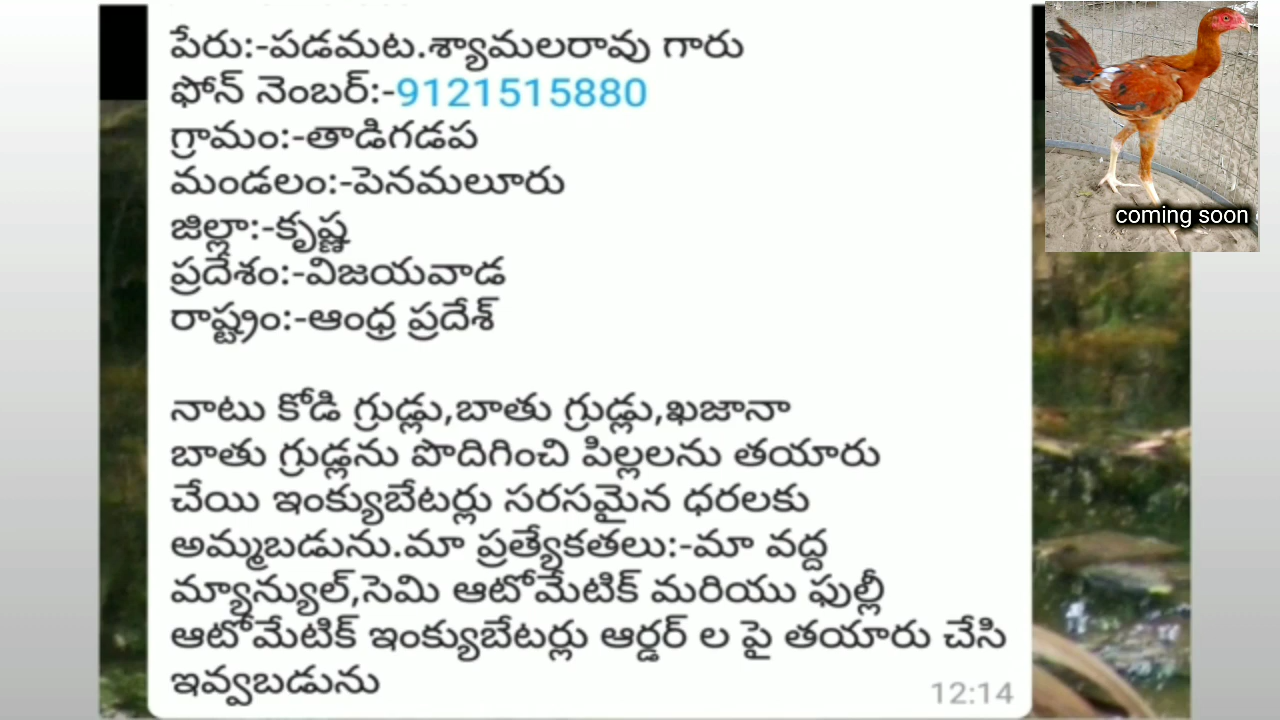 పేరు:-పడమట.శ్యామలరావు గారు
ఫోన్ నెంబర్:-9121515880
గ్రామం:-తాడిగడప
మండలం:-పెనమలూరు
జిల్లా:-కృష్ణ
ప్రదేశం:-విజయవాడ
రాష్ట్రం:-ఆంధ్ర ప్రదేశ్
నాటు కోడి గ్రుడ్లు,బాతు గ్రుడ్లు,ఖజానా
బాతు గ్రుడ్లను పొదిగించి పిల్లలను తయారు
చేయి ఇంక్యుబేటర్లు సరసమైన ధరలకు
అమ్మబడును.మా ప్రత్యేకతలు:-మా వద్ద
మ్యాన్యుల్,సెమి ఆటోమేటిక్ మరియు ఫుల్లీ
ఆటోమేటిక్ ఇంక్యుబేటర్లు ఆర్డర్ ల పై తయారు చేసి
ఇవ్వబడును
12:14
coming soon